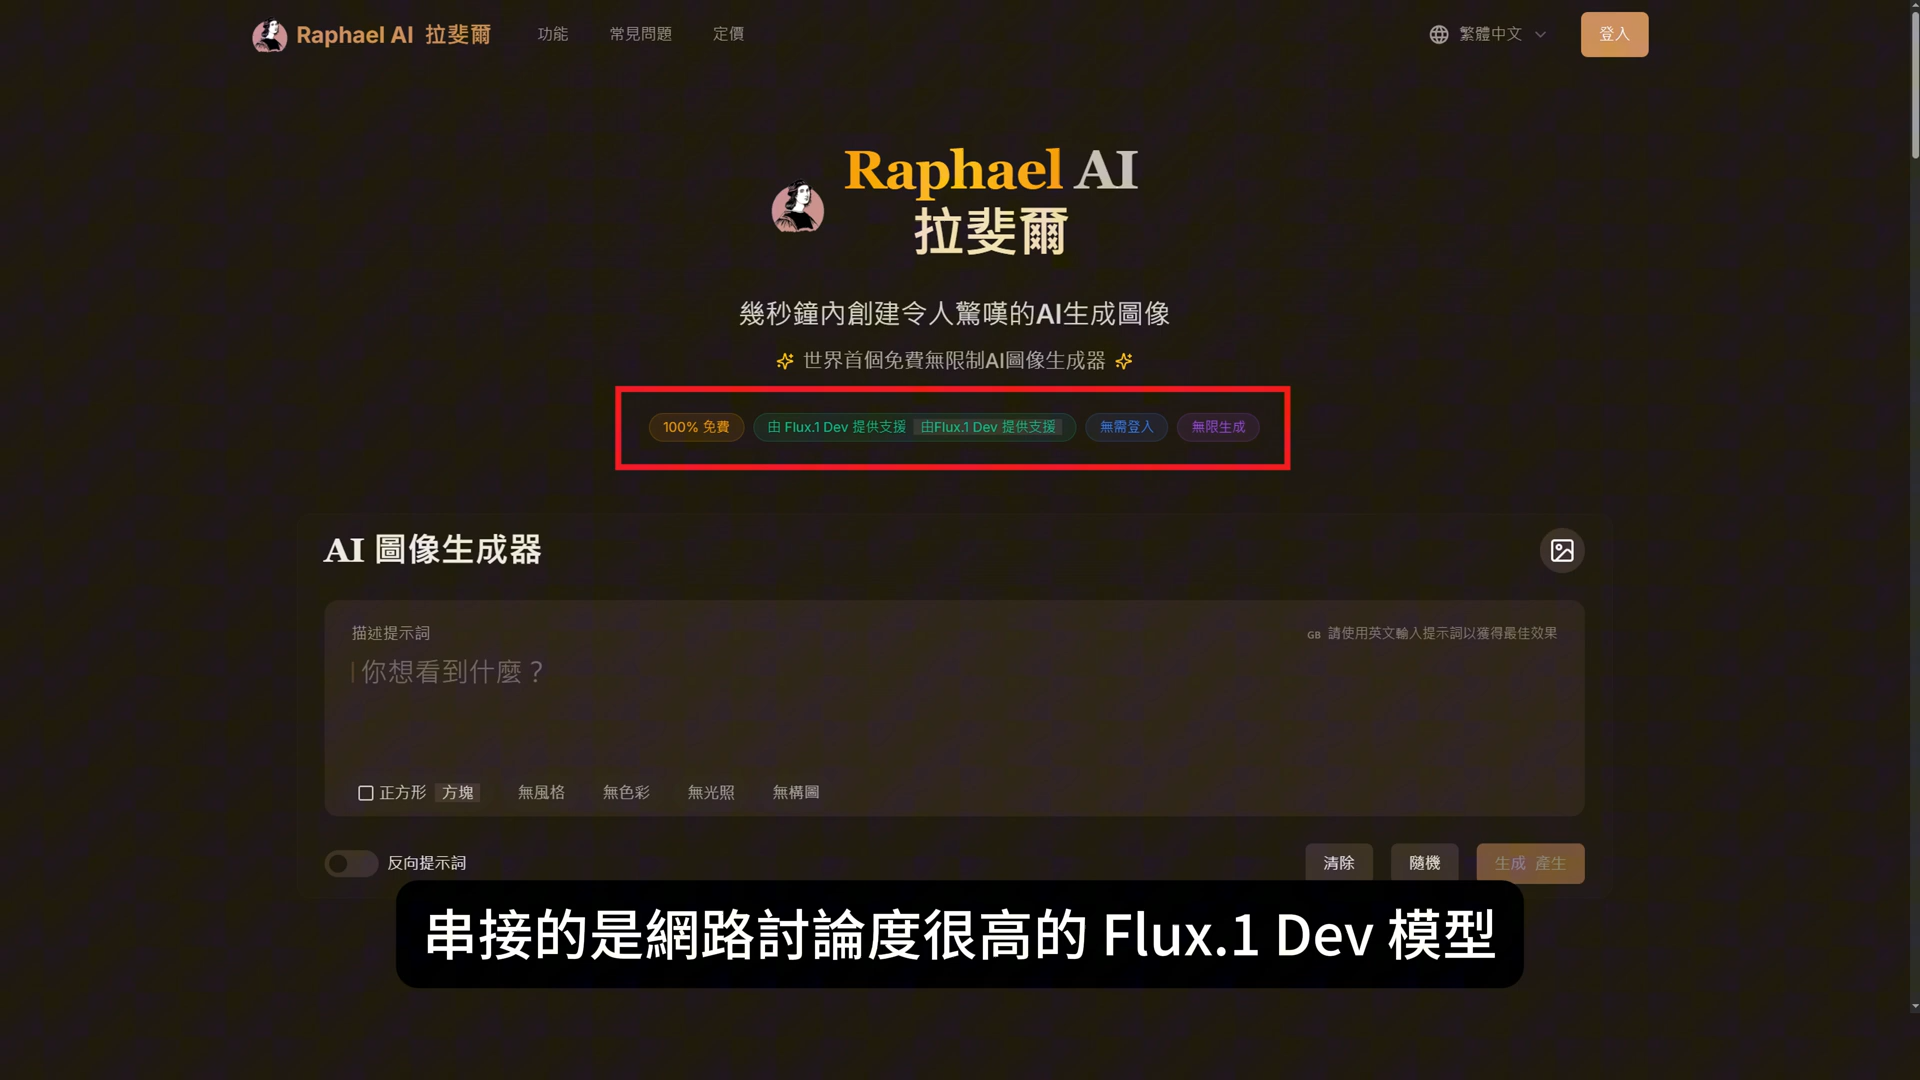 Raphael AI 拉斐爾 功能 常見問題 定價 繁體中文 登入
Raphael AI
拉斐爾
幾秒鐘內創建令人驚嘆的AI生成圖像
世界首個免費無限制AI圖像生成器
100% 免費 由 Flux.1 Dev 提供支援 由Flux.1 Dev 提供支援 無需登入 無限生成
AI 圖像生成器
描述提示詞 GB 請使用英文輸入提示詞以獲得最佳效果
你想看到什麼？
正方形 方塊 無風格 無色彩 無光照 無構圖
反向提示詞 清除 隨機 生成 產生
串接的是網路討論度很高的 Flux.1 Dev 模型